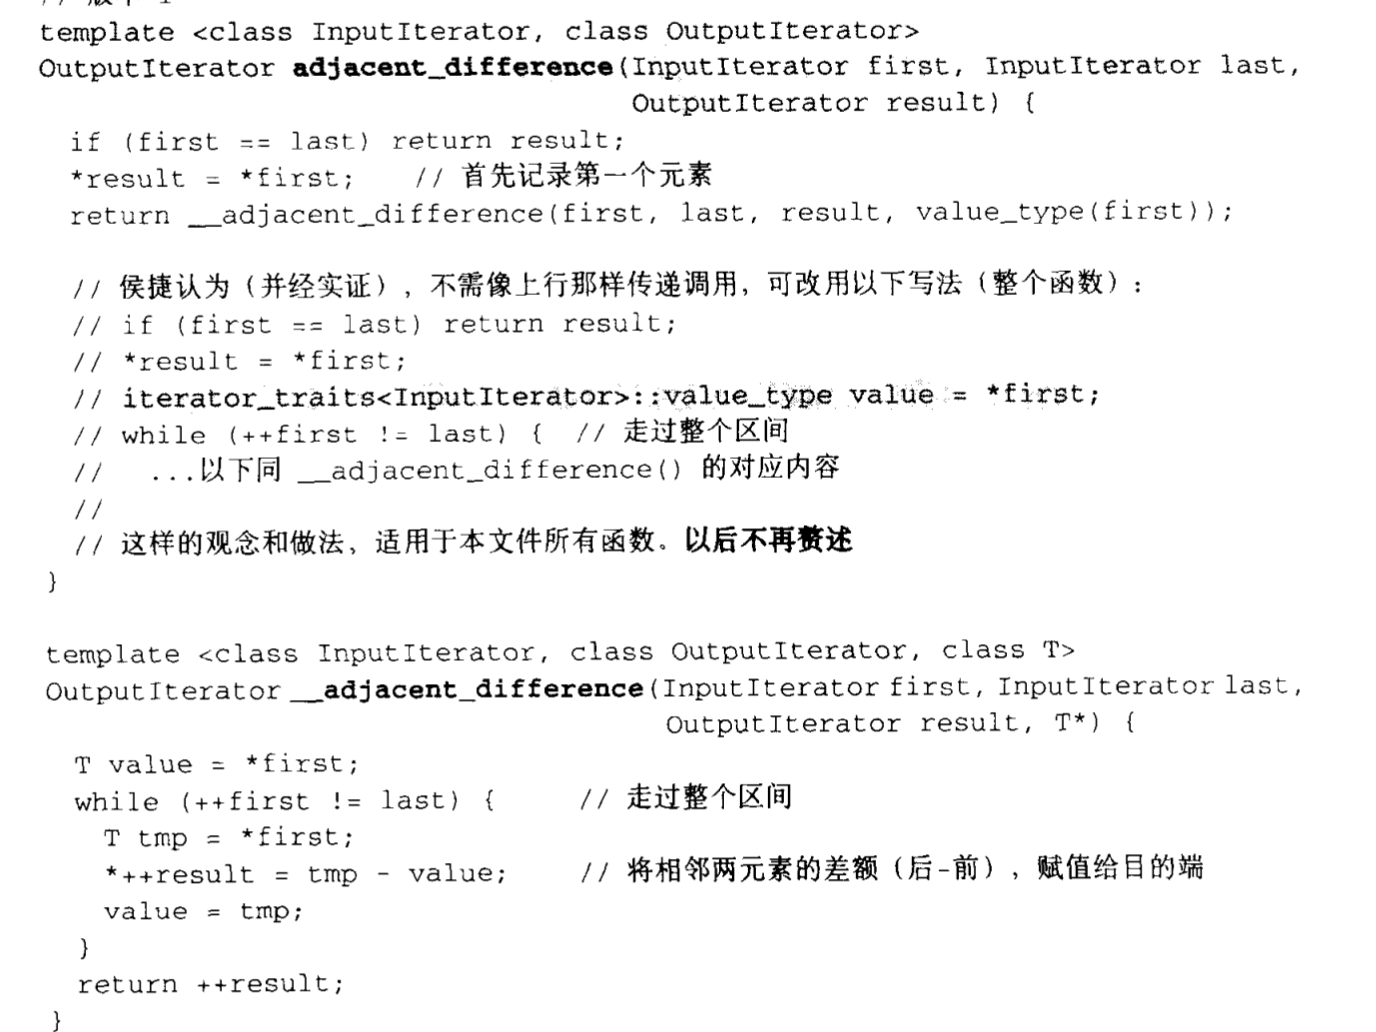 // 版本 1
template <class InputIterator, class OutputIterator>
OutputIterator adjacent_difference(InputIterator first, InputIterator last,
OutputIterator result) {
if (first == last) return result;
*result = *first; // 首先记录第一个元素
return __adjacent_difference(first, last, result, value_type(first));
// 侯捷认为（并经实证），不需像上行那样传递调用，可改用以下写法（整个函数）：
// if (first == last) return result;
// *result = *first;
// iterator_traits<InputIterator>::value_type value = *first;
// while (++first != last) { // 走过整个区间
// ...以下同 __adjacent_difference() 的对应内容
//
// 这样的观念和做法，适用于本文件所有函数。以后不再赘述
}
template <class InputIterator, class OutputIterator, class T>
OutputIterator __adjacent_difference(InputIterator first, InputIterator last,
OutputIterator result, T*) {
T value = *first;
while (++first != last) { // 走过整个区间
T tmp = *first;
*++result = tmp - value; // 将相邻两元素的差额（后-前），赋值给目的端
value = tmp;
}
return ++result;
}